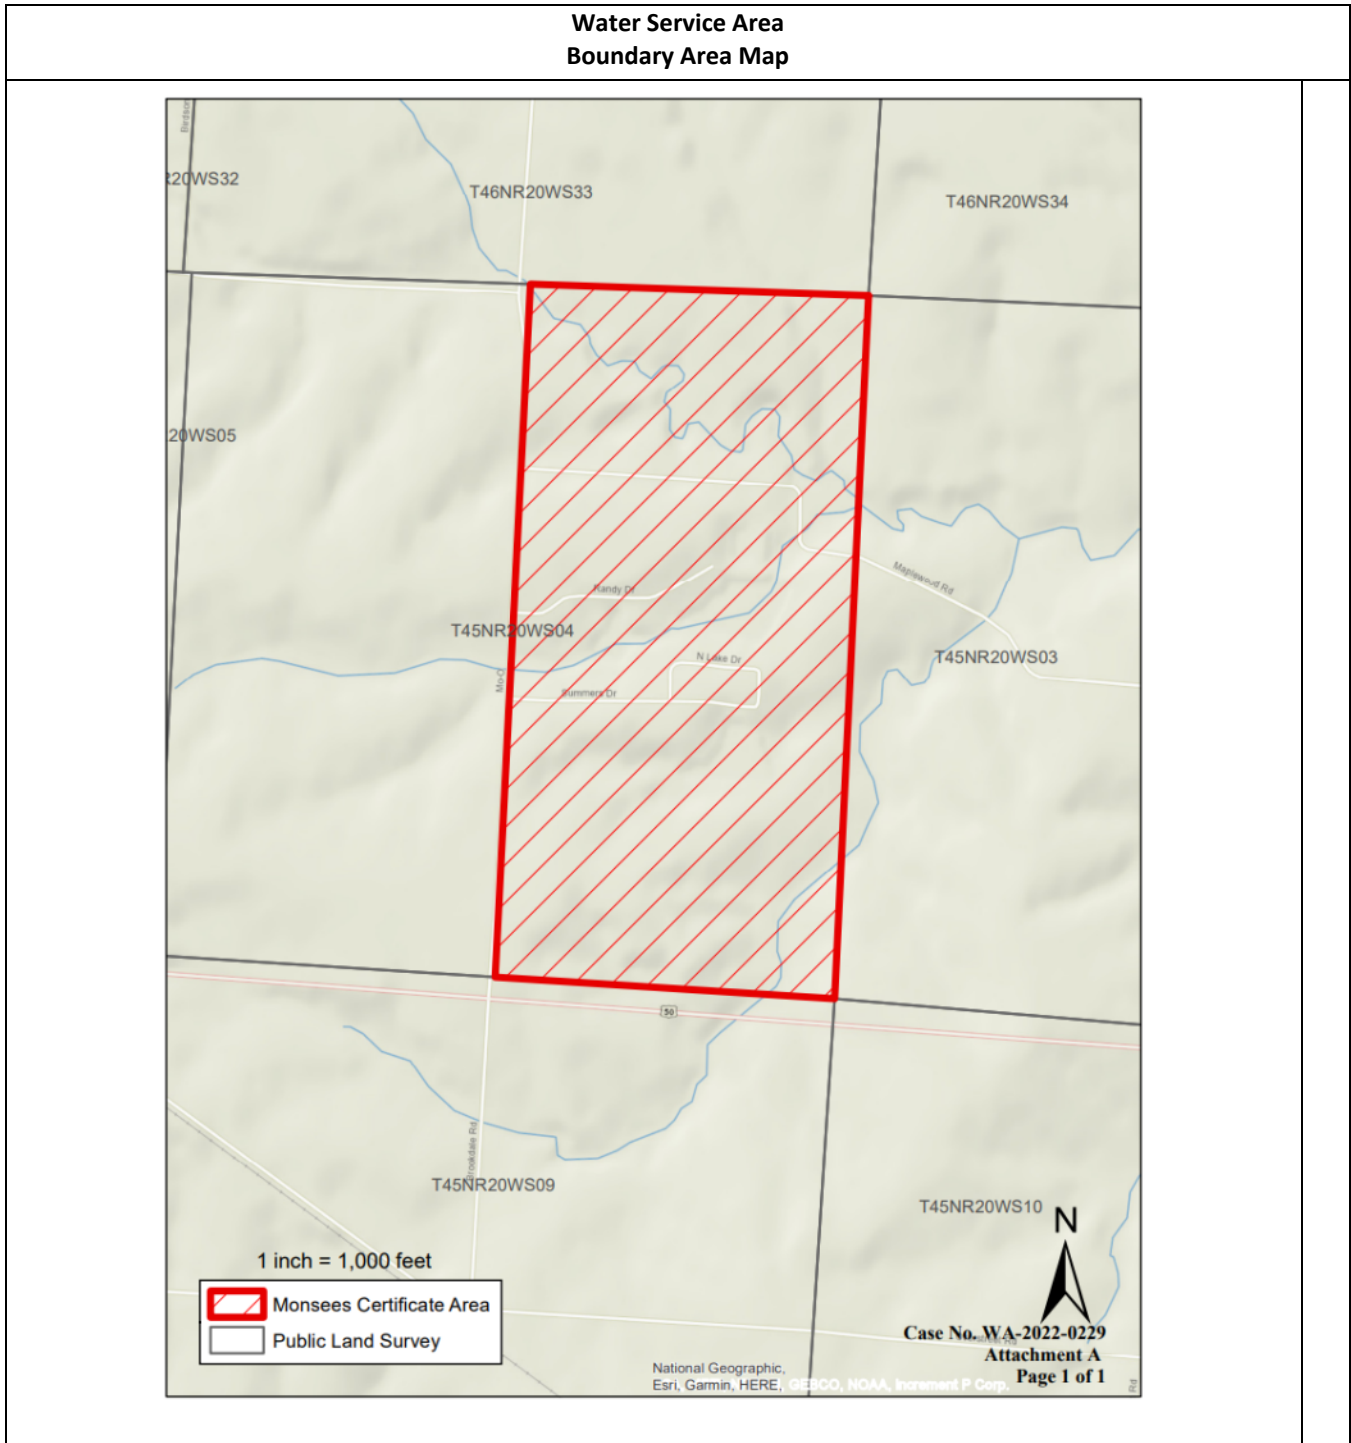 Water Service Area
Boundary Area Map
R20WS32
T46NR20WS33
T46NR20WS34
20WS05
Maplewood Rd
Randy Dr
T45NR20WS04
N Lake Dr
T45NR20WS03
Mo-O
Summers Dr
50
Brookdale Rd
T45NR20WS09
T45NR20WS10
N
1 inch = 1,000 feet
Monsees Certificate Area
Public Land Survey
Case No. WA-2022-0229
Attachment A
Page 1 of 1
National Geographic,
Esri, Garmin, HERE, GEBCO, NOAA, Increment P Corp.
Rd